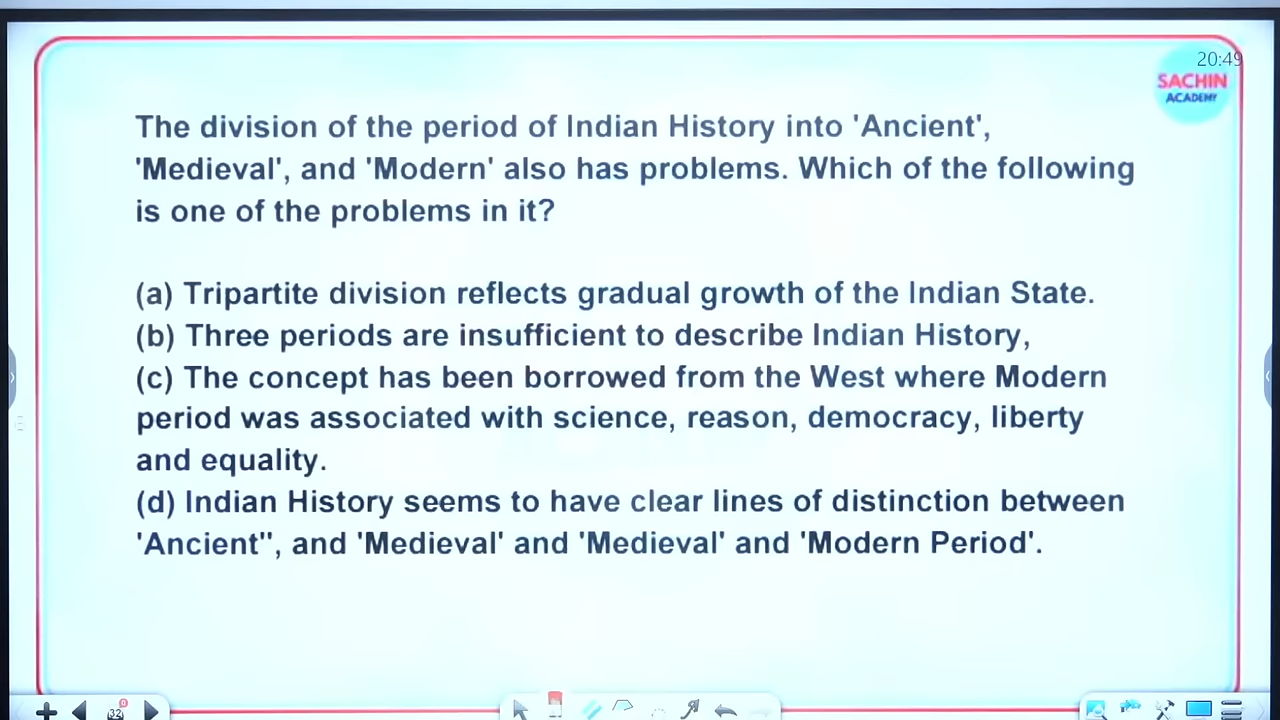 20:49
SACHIN
ACADEMY
The division of the period of Indian History into 'Ancient',
'Medieval', and 'Modern' also has problems. Which of the following
is one of the problems in it?
(a) Tripartite division reflects gradual growth of the Indian State.
(b) Three periods are insufficient to describe Indian History,
(c) The concept has been borrowed from the West where Modern
period was associated with science, reason, democracy, liberty
and equality.
(d) Indian History seems to have clear lines of distinction between
'Ancient'', and 'Medieval' and 'Medieval' and 'Modern Period'.
32